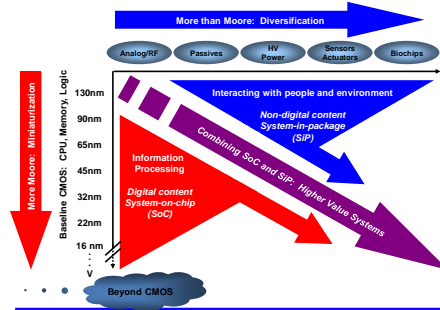 More than Moore: Diversification
Analog/RF
Passives
HV
Power
Sensors
Actuators
Biochips
More Moore: Miniaturization
Baseline CMOS: CPU, Memory, Logic
130nm
90nm
65nm
45nm
32nm
22nm
16 nm
.
.
.
V
Interacting with people and environment
Non-digital content
System-in-package
(SiP)
Combining SoC and SiP: Higher Value Systems
Information
Processing
Digital content
System-on-chip
(SoC)
Beyond CMOS